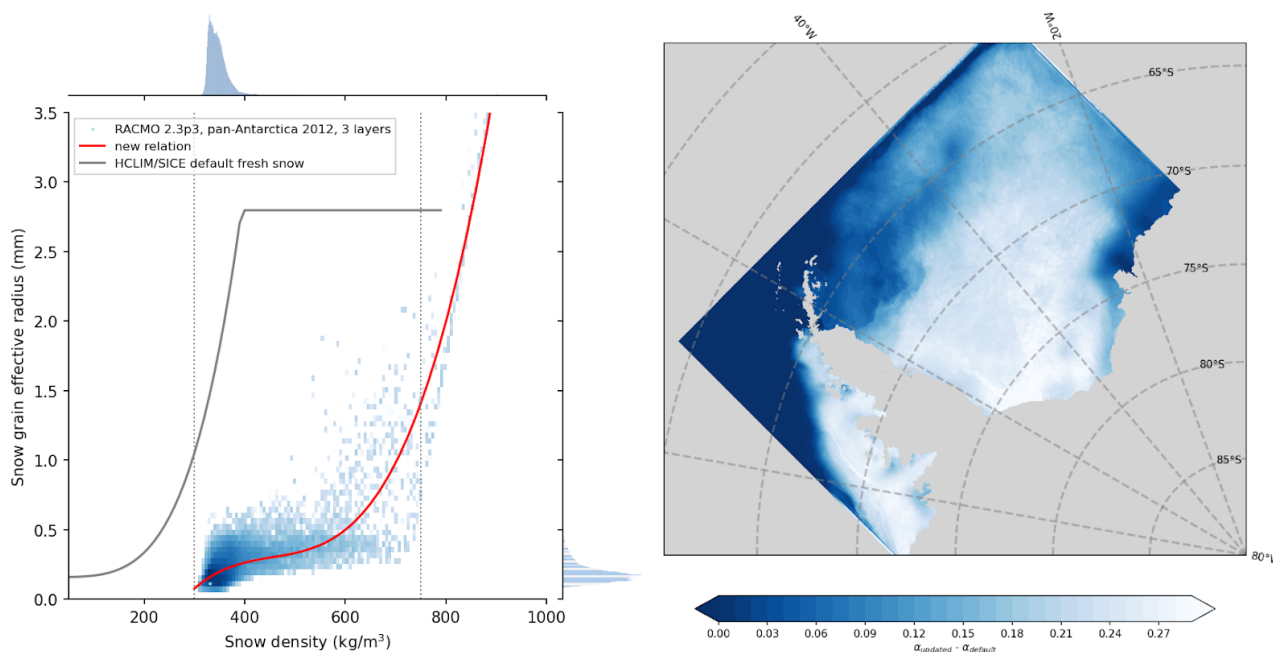 3.5
3.0
2.5
2.0
1.5
1.0
0.5
0.0
Snow grain effective radius (mm)
RACMO 2.3p3, pan-Antarctica 2012, 3 layers
new relation
HCLIM/SICE default fresh snow
200
400
600
800
1000
Snow density (kg/m³)
40°W
20°W
65°S
70°S
75°S
80°S
85°S
80°W
0.00
0.03
0.06
0.09
0.12
0.15
0.18
0.21
0.24
0.27
α_updated - α_default